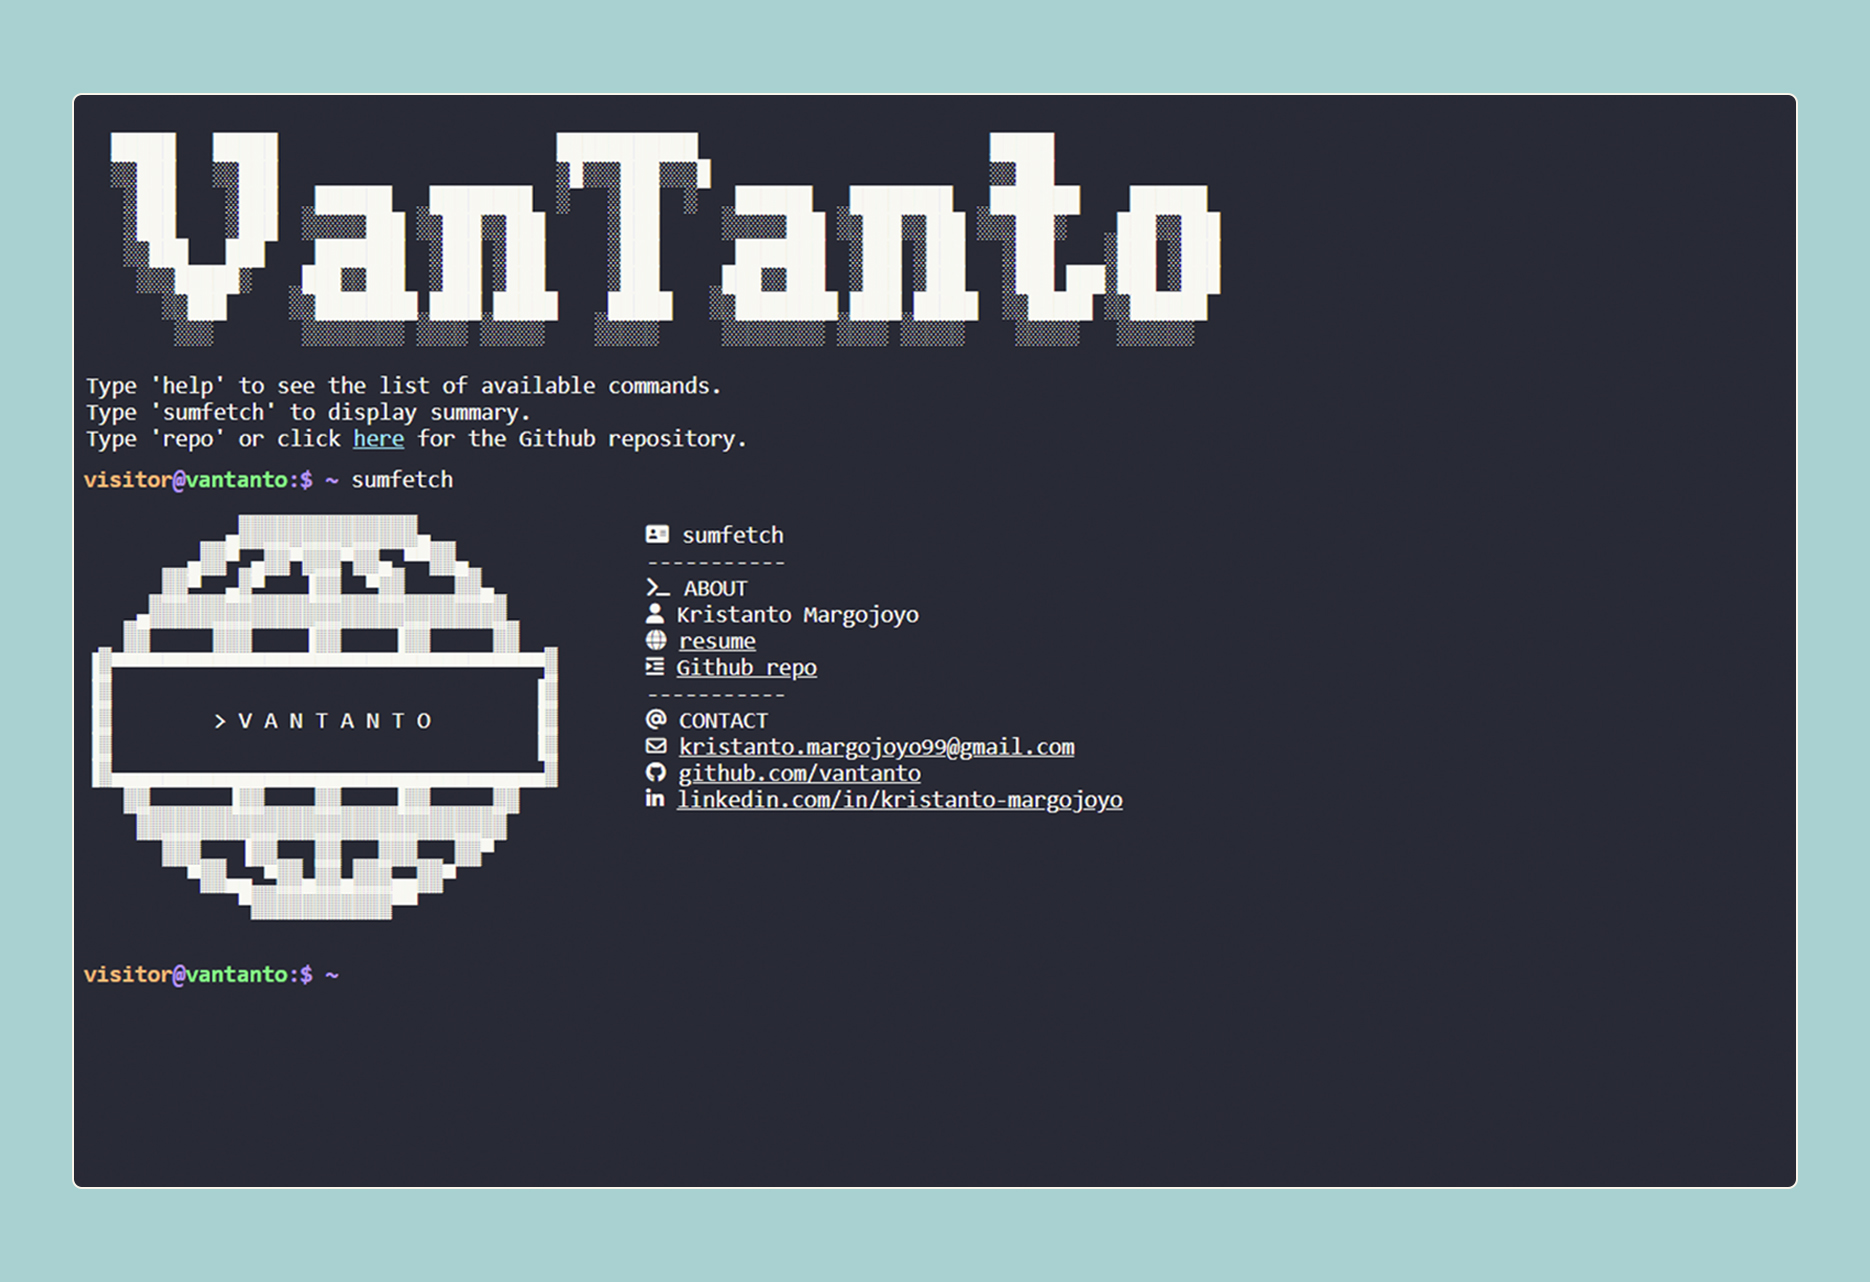 VanTanto
Type 'help' to see the list of available commands.
Type 'sumfetch' to display summary.
Type 'repo' or click here for the Github repository.
visitor@vantanto:$ ~ sumfetch
>VANTANTO
sumfetch
-----------
ABOUT
Kristanto Margojoyo
resume
Github repo
-----------
CONTACT
kristanto.margojoyo99@gmail.com
github.com/vantanto
linkedin.com/in/kristanto-margojoyo
visitor@vantanto:$ ~